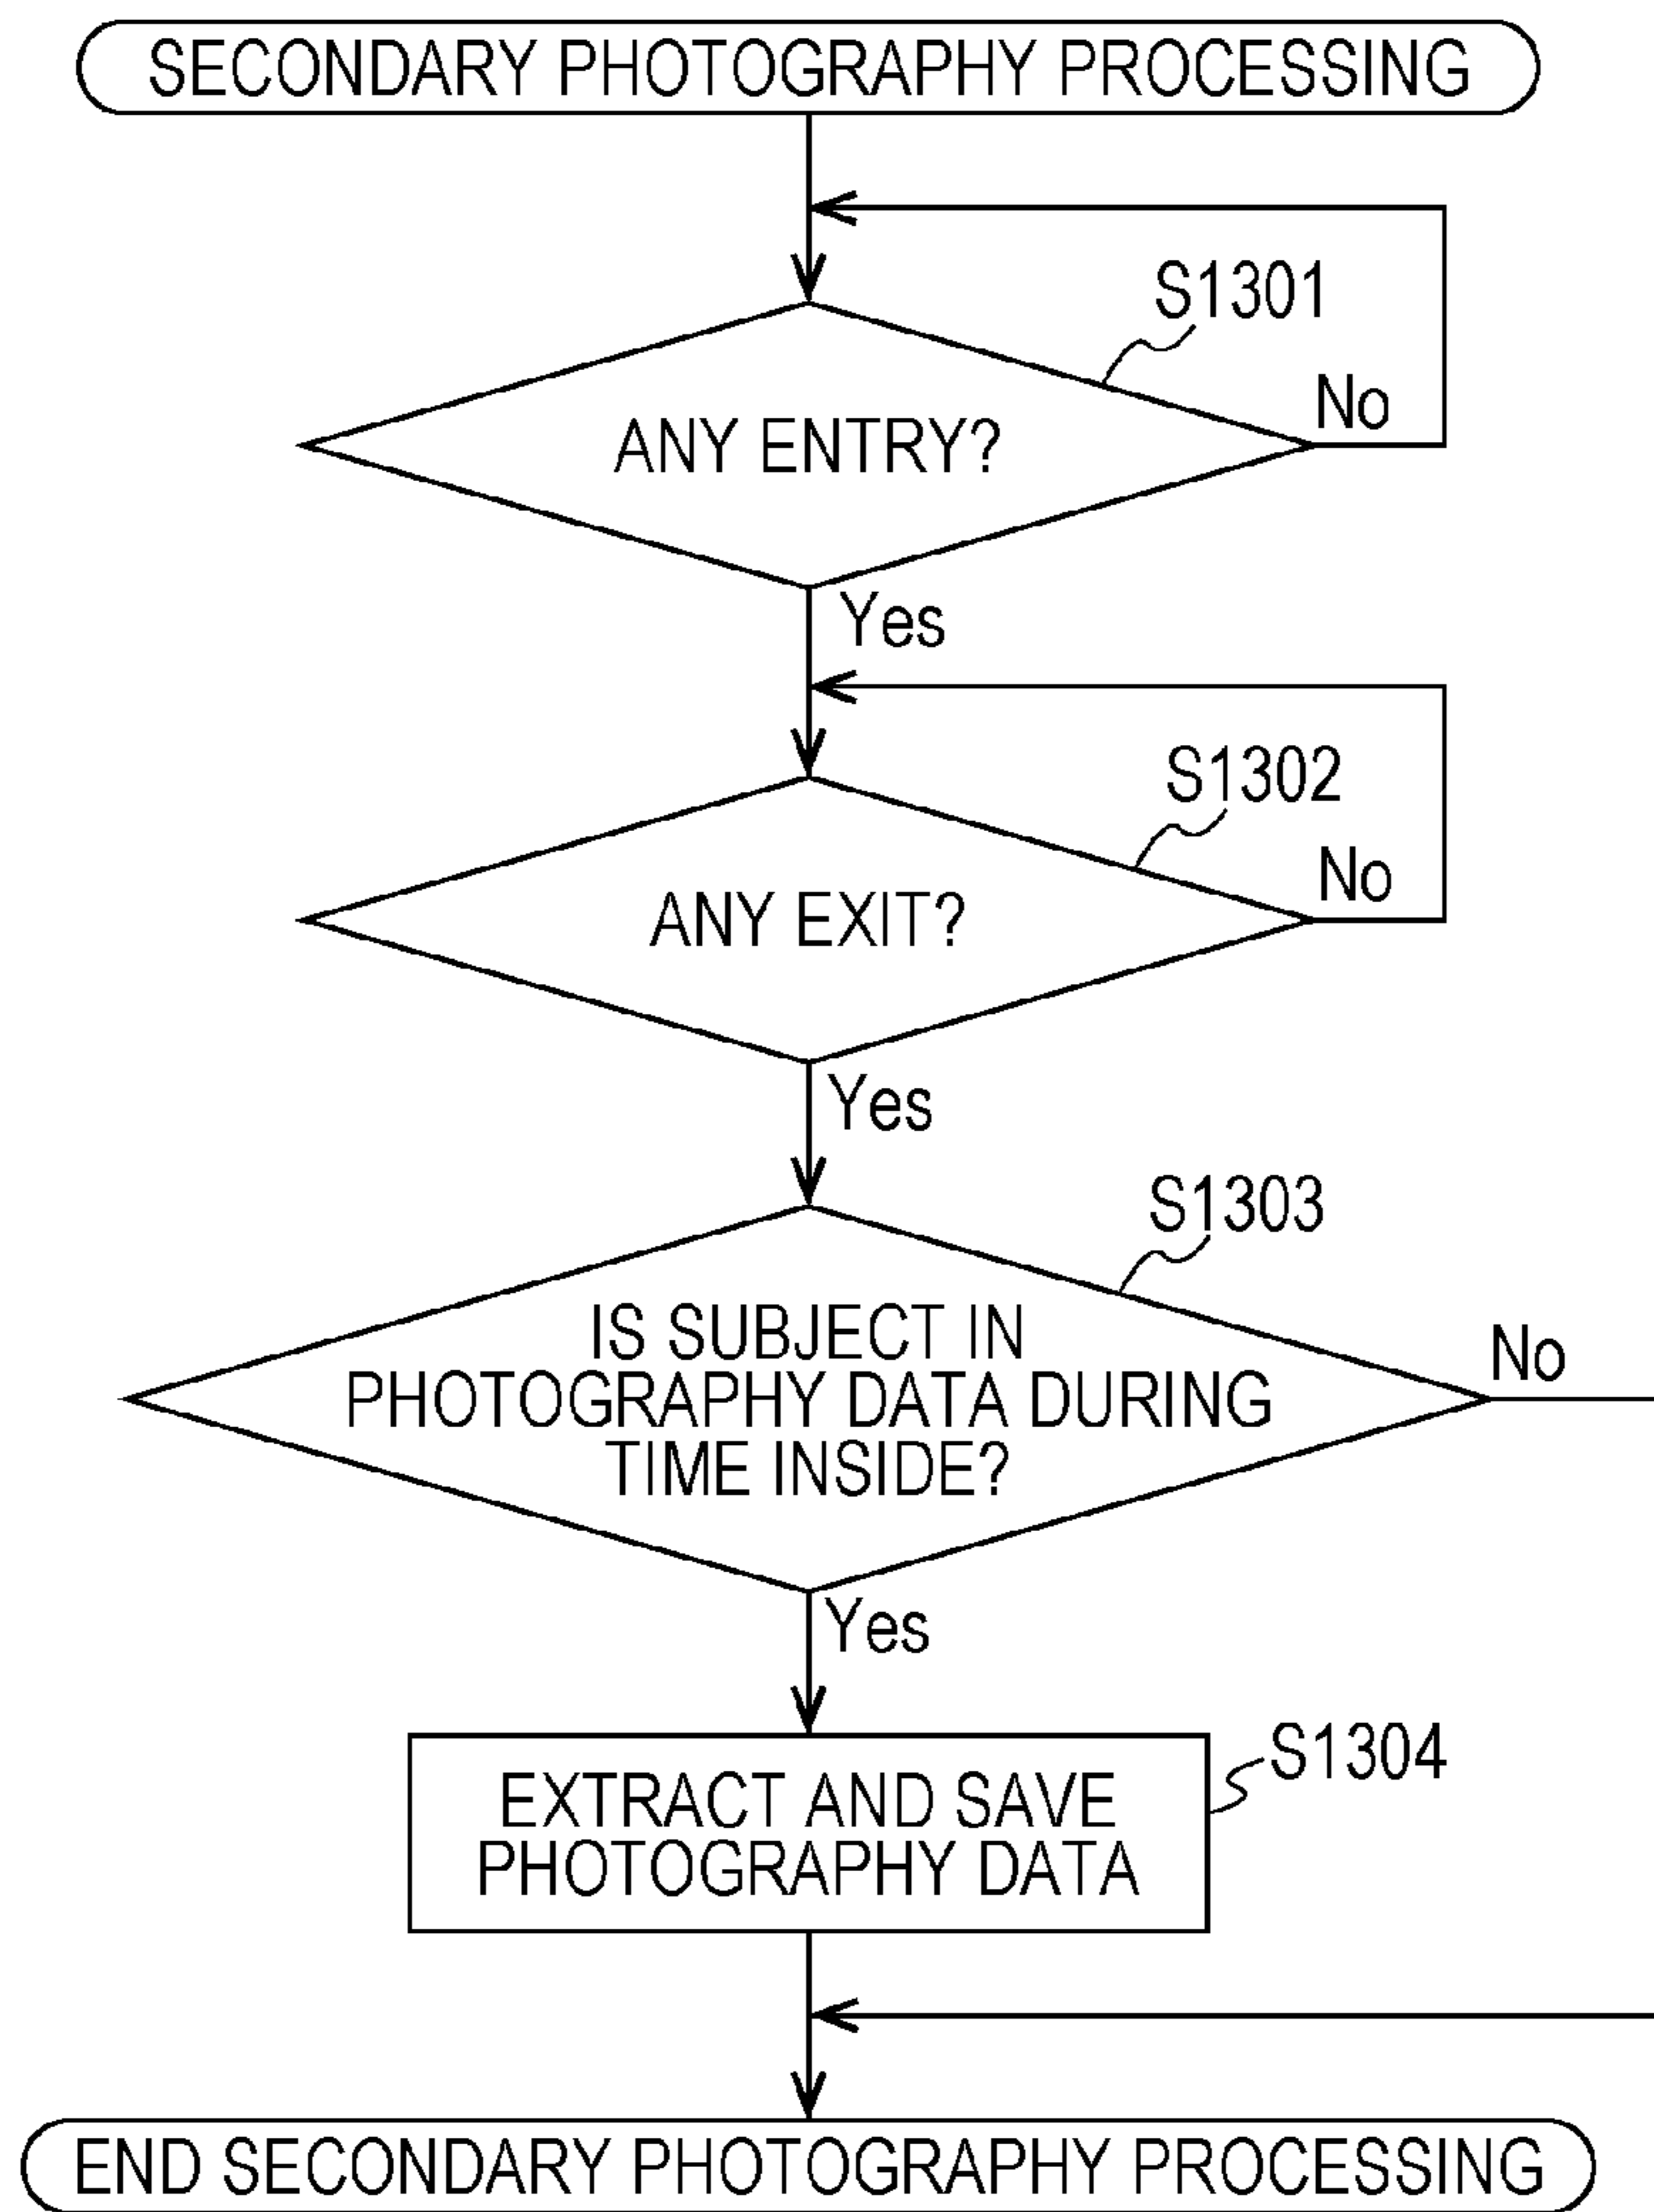 SECONDARY PHOTOGRAPHY PROCESSING
S1301
No
ANY ENTRY?
Yes
S1302
No
ANY EXIT?
Yes
S1303
No
IS SUBJECT IN
PHOTOGRAPHY DATA DURING
TIME INSIDE?
Yes
S1304
EXTRACT AND SAVE
PHOTOGRAPHY DATA
END SECONDARY PHOTOGRAPHY PROCESSING